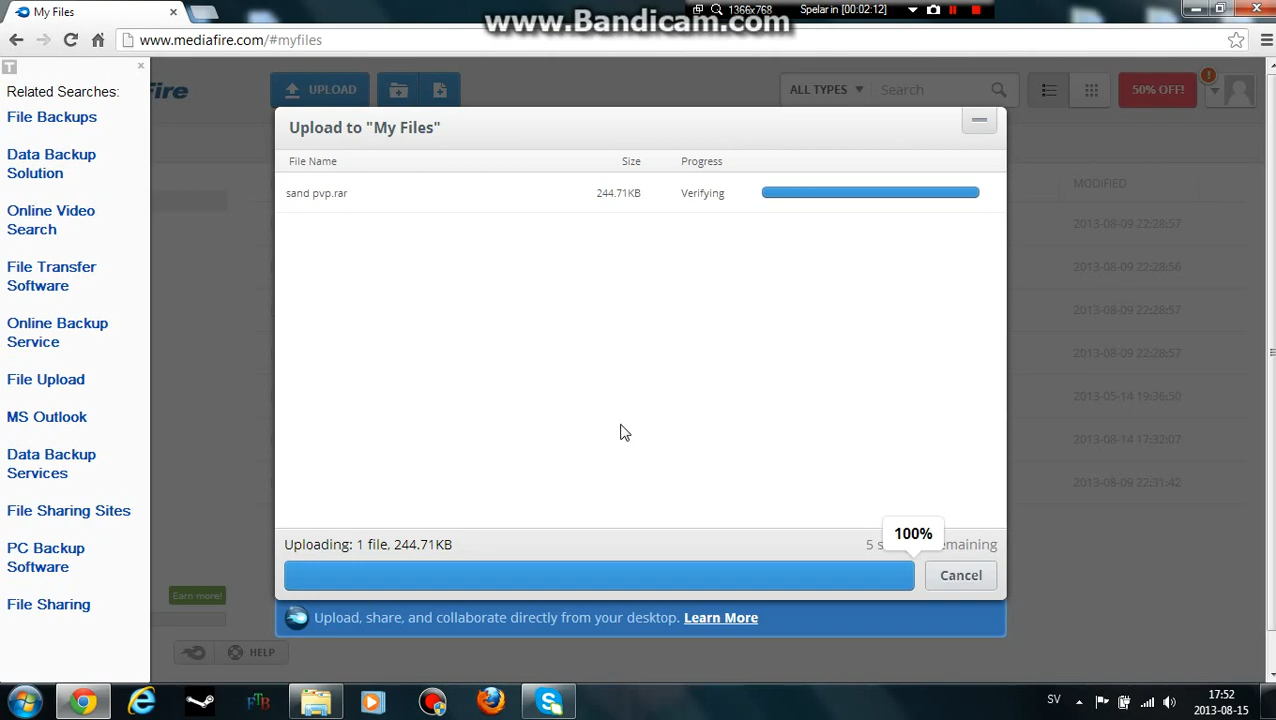 My Files
www.Bandicam.com
1366x768
Spelar in [00:02:12]
www.mediafire.com/#myfiles
T
Related Searches:
File Backups
Data Backup
Solution
Online Video
Search
File Transfer
Software
Online Backup
Service
File Upload
MS Outlook
Data Backup
Services
File Sharing Sites
PC Backup
Software
File Sharing
UPLOAD
ALL TYPES
Search
50% OFF!
!
Upload to "My Files"
File Name
Size
Progress
sand pvp.rar
244.71KB
Verifying
MODIFIED
2013-08-09 22:28:57
2013-08-09 22:28:56
2013-08-09 22:28:57
2013-08-09 22:28:57
2013-05-14 19:36:50
2013-08-14 17:32:07
2013-08-09 22:31:42
100%
Uploading: 1 file, 244.71KB
Cancel
Earn more!
Upload, share, and collaborate directly from your desktop. Learn More
HELP
FTB
SV
17:52
2013-08-15